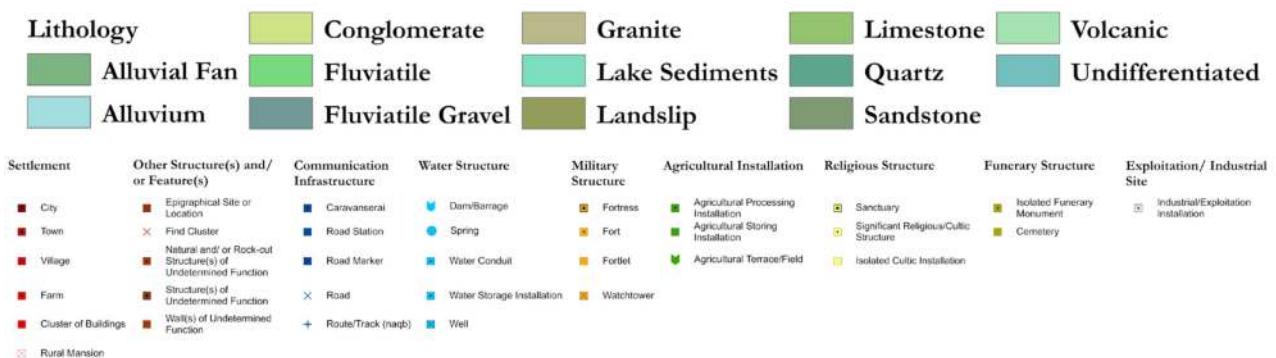 Lithology
Conglomerate
Granite
Limestone
Volcanic
Alluvial Fan
Fluviatile
Lake Sediments
Quartz
Undifferentiated
Alluvium
Fluviatile Gravel
Landslip
Sandstone
Settlement
City
Town
Village
Farm
Cluster of Buildings
Rural Mansion
Other Structure(s) and/
or Feature(s)
Epigraphical Site or
Location
Find Cluster
Natural and/ or Rock-cut
Structure(s) of
Undetermined Function
Structure(s) of
Undetermined Function
Wall(s) of Undetermined
Function
Communication
Infrastructure
Caravanserai
Road Station
Road Marker
Road
Route/Track (naqb)
Water Structure
Dam/Barrage
Spring
Water Conduit
Water Storage Installation
Well
Military
Structure
Fortress
Fort
Fortlet
Watchtower
Agricultural Installation
Agricultural Processing
Installation
Agricultural Storing
Installation
Agricultural Terrace/Field
Religious Structure
Sanctuary
Significant Religious/Cultic
Structure
Isolated Cultic Installation
Funerary Structure
Isolated Funerary
Monument
Cemetery
Exploitation/ Industrial
Site
Industrial/Exploitation
Installation